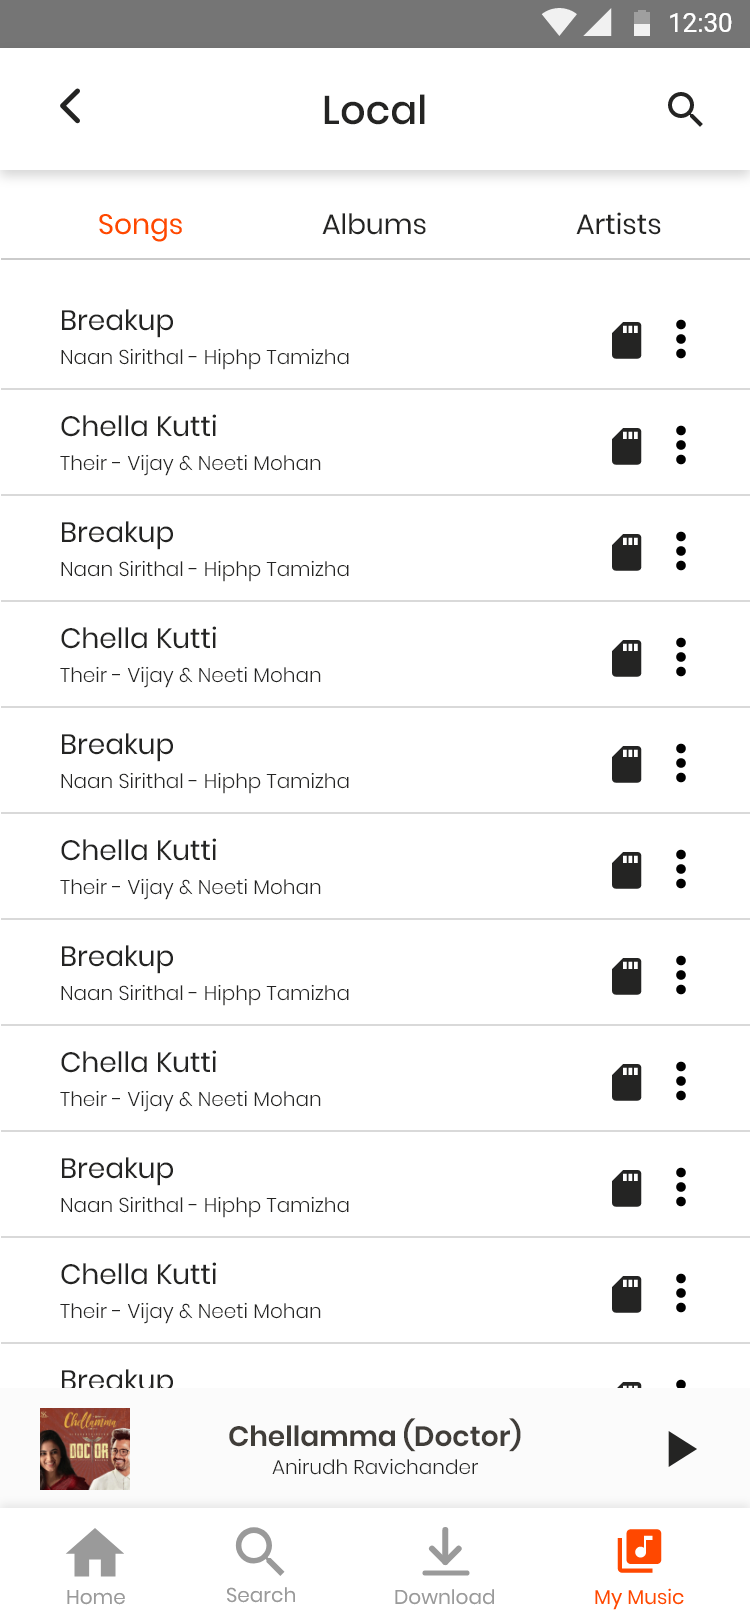 12:30
Local
Songs Albums Artists
Breakup
Naan Sirithal - Hiphp Tamizha
Chella Kutti
Their - Vijay & Neeti Mohan
Breakup
Naan Sirithal - Hiphp Tamizha
Chella Kutti
Their - Vijay & Neeti Mohan
Breakup
Naan Sirithal - Hiphp Tamizha
Chella Kutti
Their - Vijay & Neeti Mohan
Breakup
Naan Sirithal - Hiphp Tamizha
Chella Kutti
Their - Vijay & Neeti Mohan
Breakup
Naan Sirithal - Hiphp Tamizha
Chella Kutti
Their - Vijay & Neeti Mohan
Breakup
Chellamma
DOCTOR
Chellamma (Doctor)
Anirudh Ravichander
Home Search Download My Music